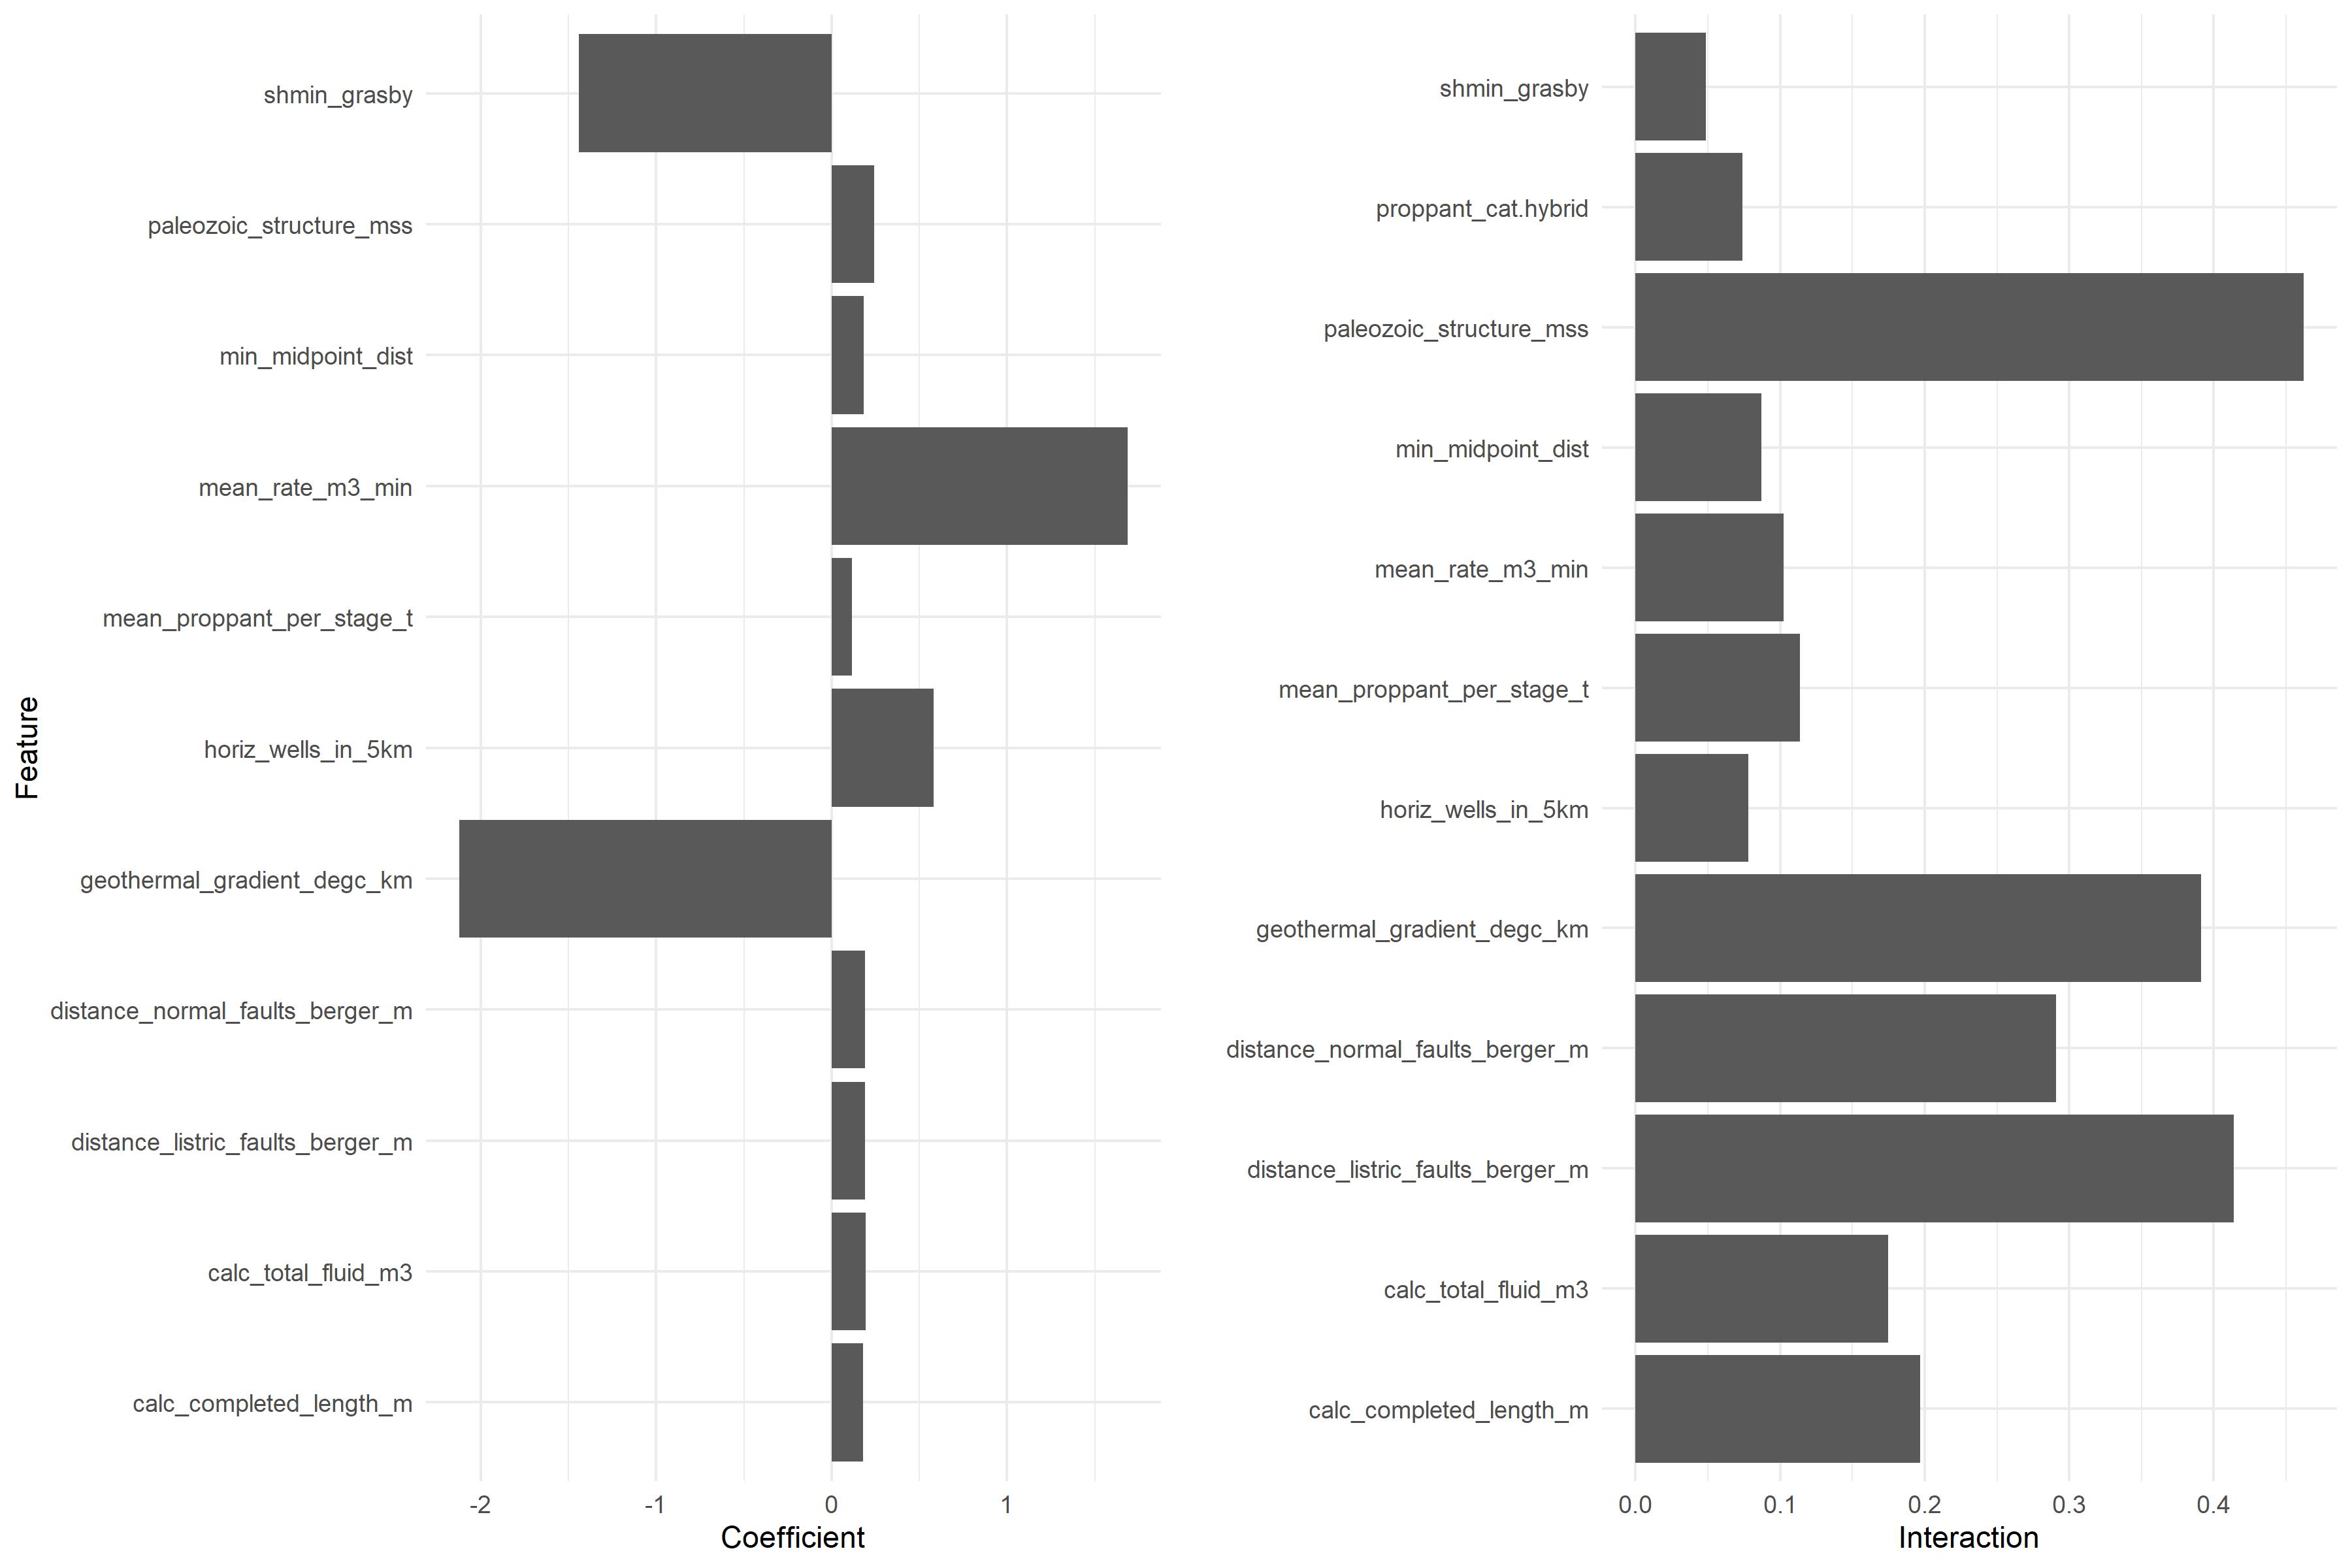 Feature
shmin_grasby
paleozoic_structure_mss
min_midpoint_dist
mean_rate_m3_min
mean_proppant_per_stage_t
horiz_wells_in_5km
geothermal_gradient_degc_km
distance_normal_faults_berger_m
distance_listric_faults_berger_m
calc_total_fluid_m3
calc_completed_length_m
-2 -1 0 1
Coefficient
shmin_grasby
proppant_cat.hybrid
paleozoic_structure_mss
min_midpoint_dist
mean_rate_m3_min
mean_proppant_per_stage_t
horiz_wells_in_5km
geothermal_gradient_degc_km
distance_normal_faults_berger_m
distance_listric_faults_berger_m
calc_total_fluid_m3
calc_completed_length_m
0.0 0.1 0.2 0.3 0.4
Interaction